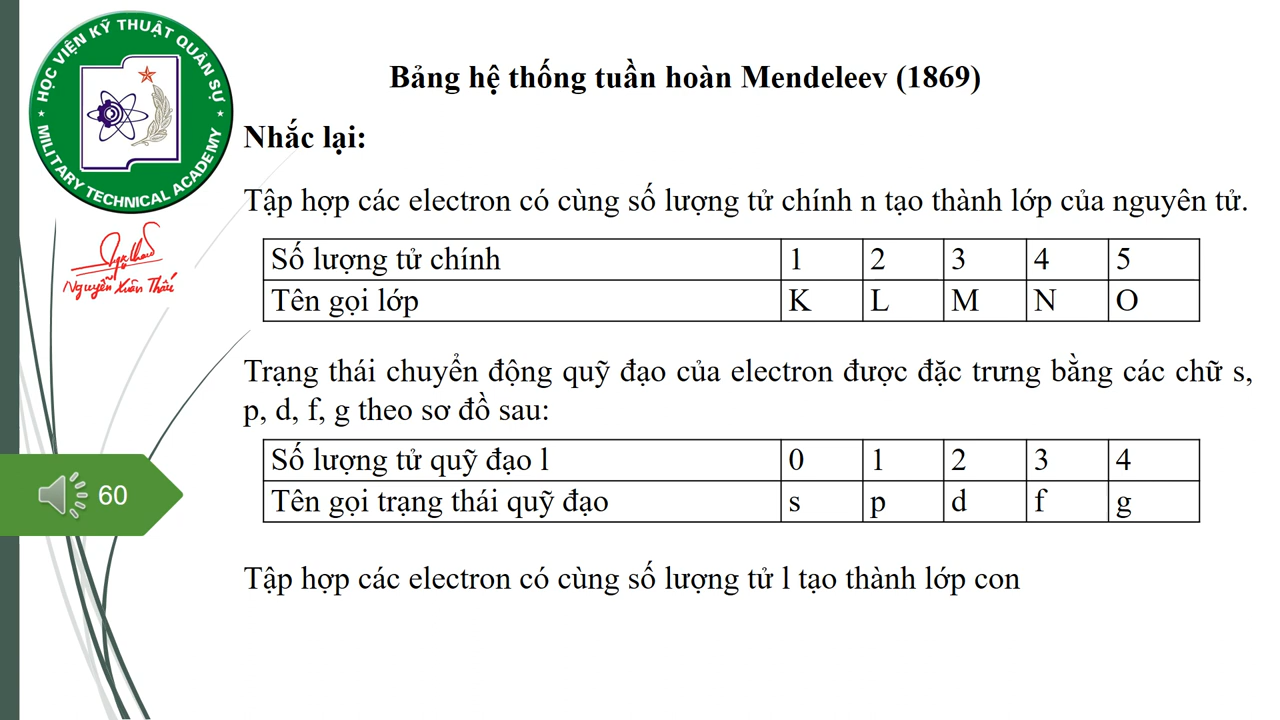 HỌC VIỆN KỸ THUẬT QUÂN SỰ
MILITARY TECHNICAL ACADEMY
Bảng hệ thống tuần hoàn Mendeleev (1869)
Nhắc lại:
Tập hợp các electron có cùng số lượng tử chính n tạo thành lớp của nguyên tử.
Nguyễn Xuân Thấu
Số lượng tử chính 1 2 3 4 5
Tên gọi lớp K L M N O
Trạng thái chuyển động quỹ đạo của electron được đặc trưng bằng các chữ s,
p, d, f, g theo sơ đồ sau:
Số lượng tử quỹ đạo l 0 1 2 3 4
Tên gọi trạng thái quỹ đạo s p d f g
60
Tập hợp các electron có cùng số lượng tử l tạo thành lớp con